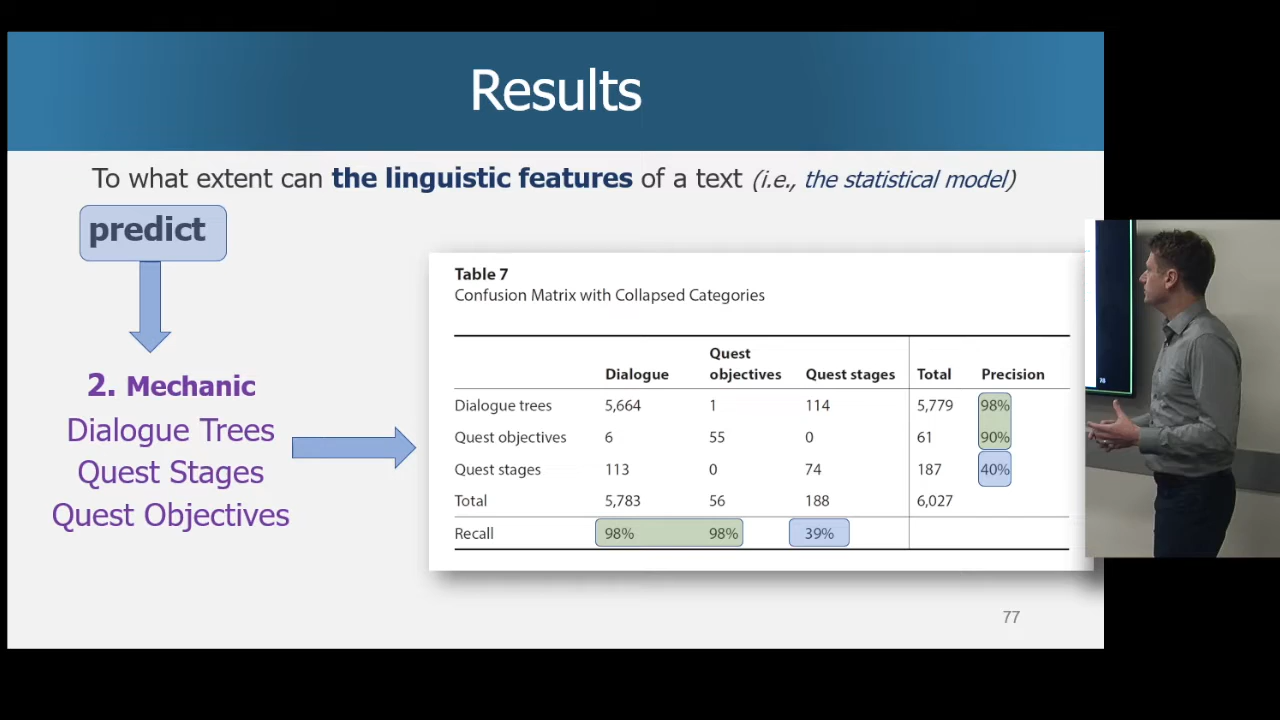 Results
To what extent can the linguistic features of a text (i.e., the statistical model)
predict
2. Mechanic
Dialogue Trees
Quest Stages
Quest Objectives
Table 7
Confusion Matrix with Collapsed Categories
Dialogue Quest objectives Quest stages Total Precision
Dialogue trees 5,664 1 114 5,779 98%
Quest objectives 6 55 0 61 90%
Quest stages 113 0 74 187 40%
Total 5,783 56 188 6,027
Recall 98% 98% 39%
77
78